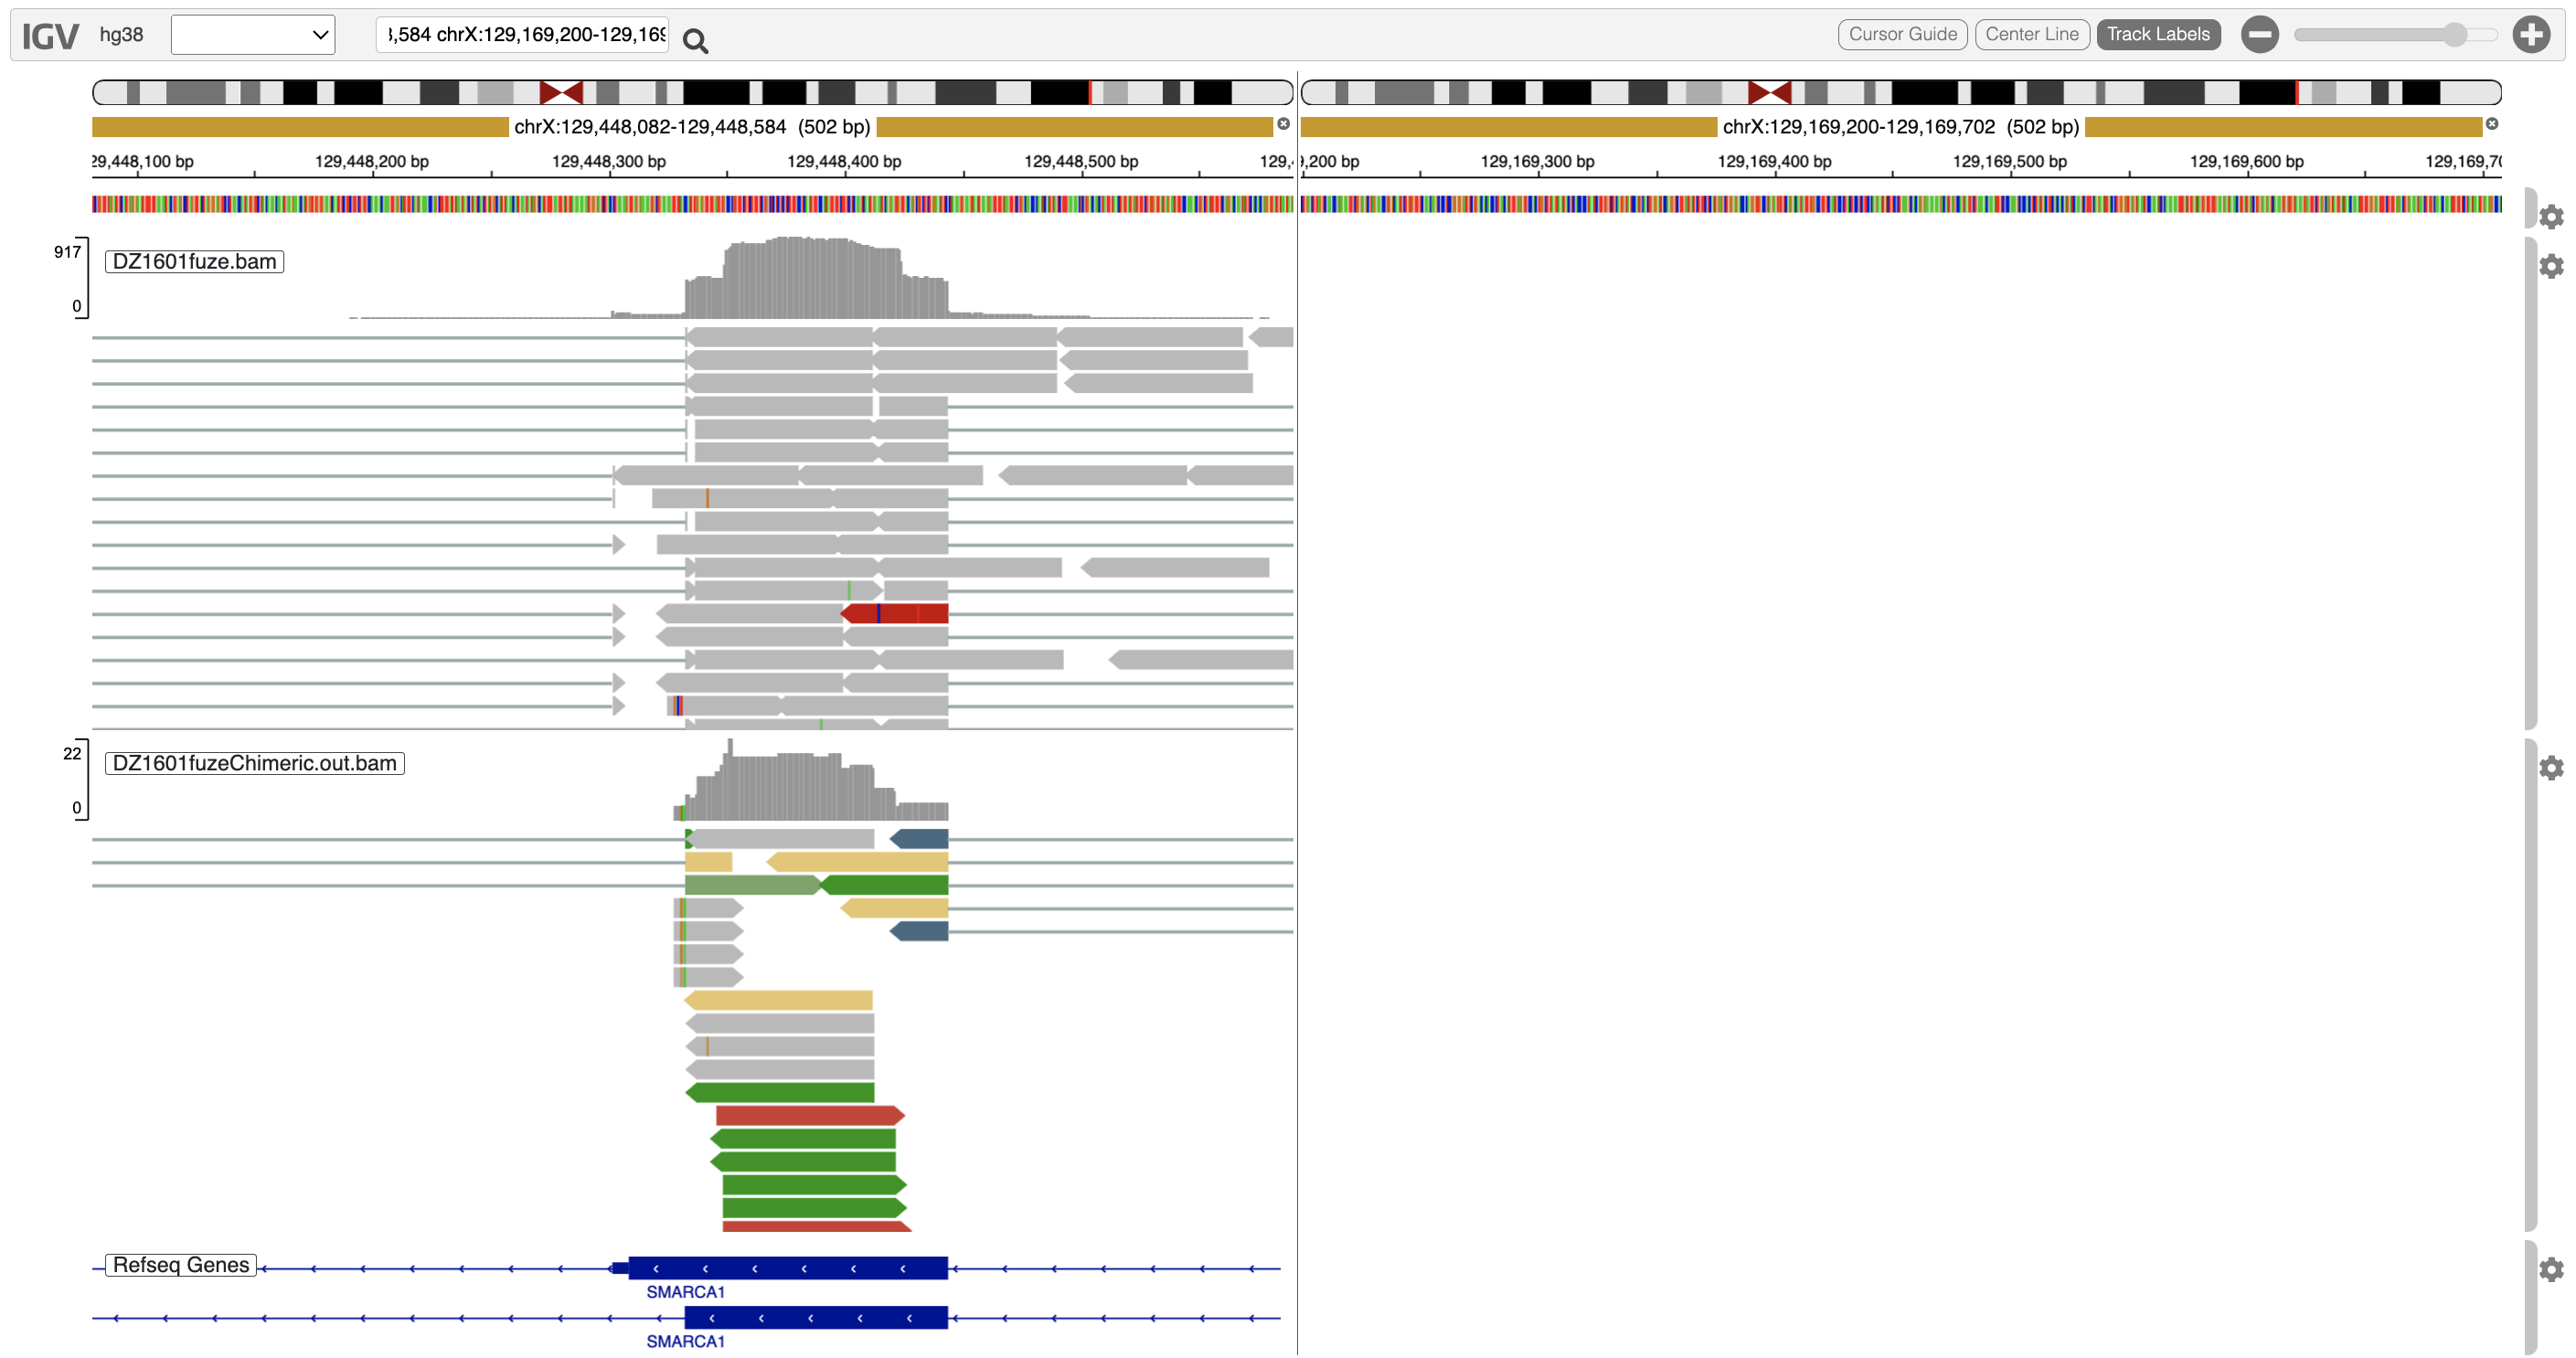 IGV hg38 3,584 chrX:129,169,200-129,169 Cursor Guide Center Line Track Labels
chrX:129,448,082-129,448,584 (502 bp) chrX:129,169,200-129,169,702 (502 bp)
29,448,100 bp 129,448,200 bp 129,448,300 bp 129,448,400 bp 129,448,500 bp 129,4 9,200 bp 129,169,300 bp 129,169,400 bp 129,169,500 bp 129,169,600 bp 129,169,70
917
DZ1601fuze.bam
0
22
DZ1601fuzeChimeric.out.bam
0
Refseq Genes
SMARCA1
SMARCA1